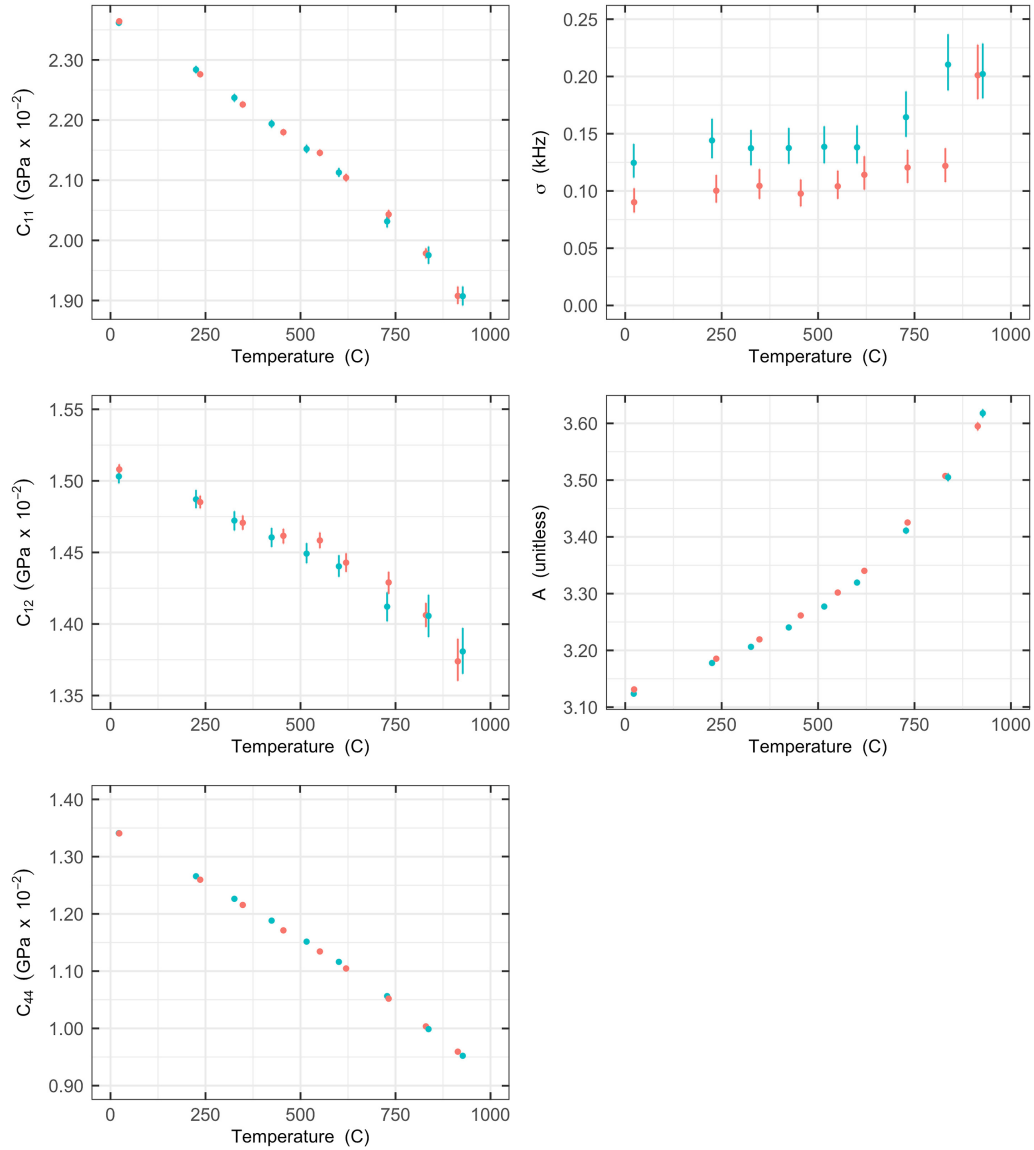 C11 (GPa x 10−2)
2.30
2.20
2.10
2.00
1.90
0 250 500 750 1000
Temperature (C)
σ (kHz)
0.25
0.20
0.15
0.10
0.05
0.00
0 250 500 750 1000
Temperature (C)
C12 (GPa x 10−2)
1.55
1.50
1.45
1.40
1.35
0 250 500 750 1000
Temperature (C)
A (unitless)
3.60
3.50
3.40
3.30
3.20
3.10
0 250 500 750 1000
Temperature (C)
C44 (GPa x 10−2)
1.40
1.30
1.20
1.10
1.00
0.90
0 250 500 750 1000
Temperature (C)